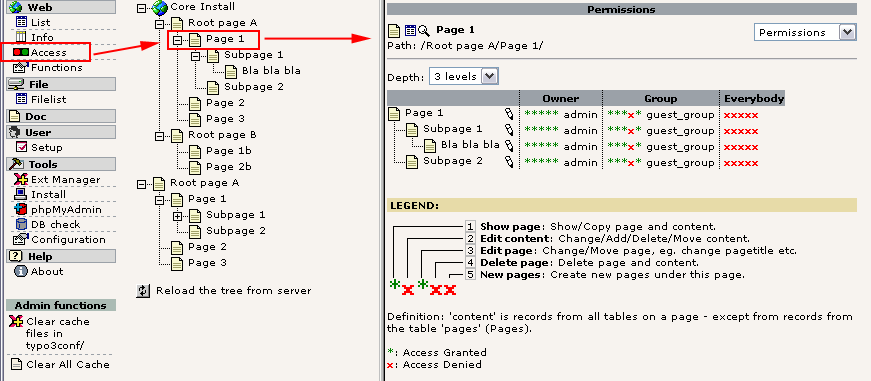 Web
List
Info
Access
Functions
File
Filelist
Doc
User
Setup
Tools
Ext Manager
Install
phpMyAdmin
DB check
Configuration
Help
About
Admin functions
Clear cache
files in
typo3conf/
Clear All Cache
Core Install
Root page A
Page 1
Subpage 1
Bla bla bla
Subpage 2
Page 2
Page 3
Root page B
Page 1b
Page 2b
Root page A
Page 1
Subpage 1
Subpage 2
Page 2
Page 3
Reload the tree from server
Permissions
Page 1
Permissions
Path: /Root page A/Page 1/
Depth: 3 levels
Owner Group Everybody
Page 1 ***** admin ***x* guest_group xxxxx
Subpage 1 ***** admin ***x* guest_group xxxxx
Bla bla bla ***** admin ***x* guest_group xxxxx
Subpage 2 ***** admin ***x* guest_group xxxxx
LEGEND:
1 Show page: Show/Copy page and content.
2 Edit content: Change/Add/Delete/Move content.
3 Edit page: Change/Move page, eg. change pagetitle etc.
4 Delete page: Delete page and content.
5 New pages: Create new pages under this page.
*x*xx
Definition: 'content' is records from all tables on a page - except from records from
the table 'pages' (Pages).
*: Access Granted
x: Access Denied